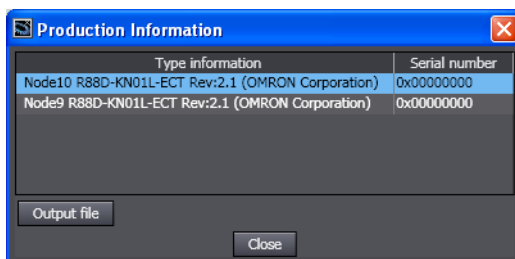 Production Information
Type information Serial number
Node10 R88D-KN01L-ECT Rev:2.1 (OMRON Corporation) 0x00000000
Node9 R88D-KN01L-ECT Rev:2.1 (OMRON Corporation) 0x00000000
Output file
Close